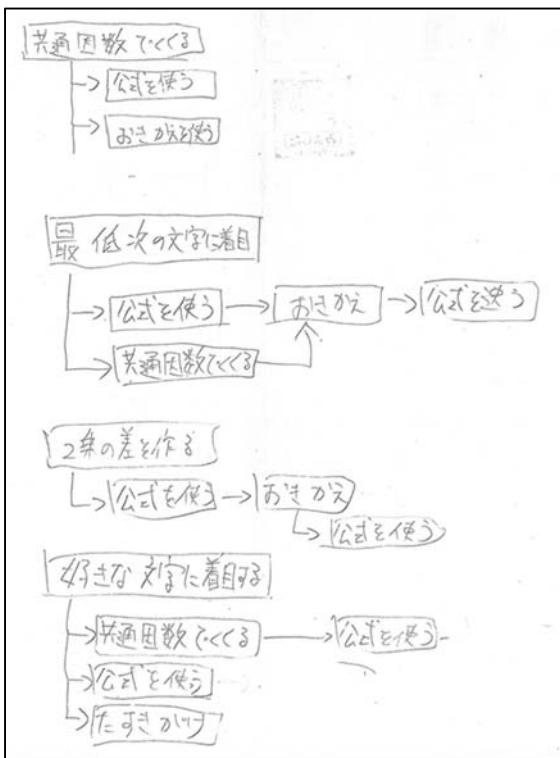 共通因数でくくる
→ 公式を使う
→ おきかえを使う
最低次の文字に着目
→ 公式を使う → おきかえ → 公式を使う
→ 共通因数でくくる
2乗の差を作る
→ 公式を使う → おきかえ
→ 公式を使う
好きな文字に着目する
→ 共通因数でくくる → 公式を使う
→ 公式を使う
→ たすきがけ